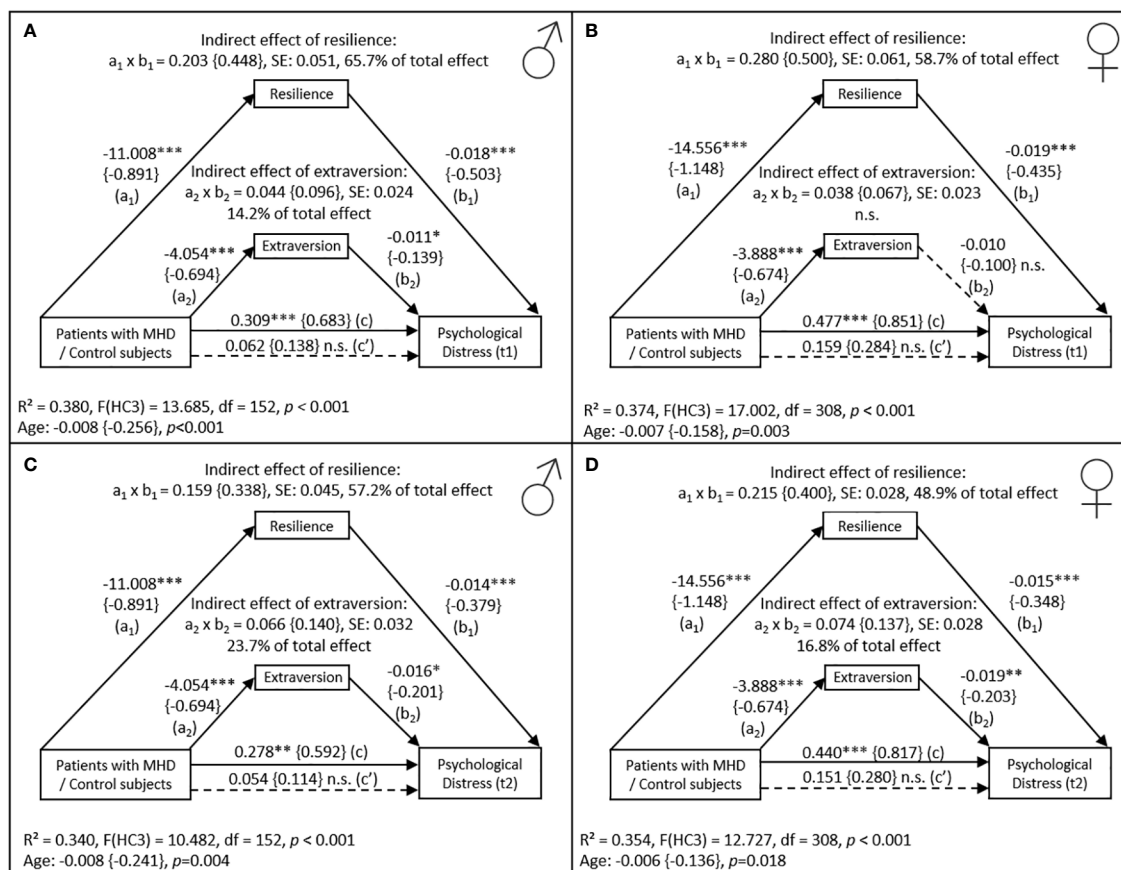 A
Indirect effect of resilience:
a₁ x b₁ = 0.203 {0.448}, SE: 0.051, 65.7% of total effect
Resilience
-11.008***
{-0.891}
(a₁)
-0.018***
{-0.503}
(b₁)
Indirect effect of extraversion:
a₂ x b₂ = 0.044 {0.096}, SE: 0.024
14.2% of total effect
Extraversion
-4.054***
{-0.694}
(a₂)
-0.011*
{-0.139}
(b₂)
Patients with MHD
/ Control subjects
0.309*** {0.683} (c)
0.062 {0.138} n.s. (c’)
Psychological
Distress (t1)
R² = 0.380, F(HC3) = 13.685, df = 152, p < 0.001
Age: -0.008 {-0.256}, p<0.001
B
Indirect effect of resilience:
a₁ x b₁ = 0.280 {0.500}, SE: 0.061, 58.7% of total effect
Resilience
-14.556***
{-1.148}
(a₁)
-0.019***
{-0.435}
(b₁)
Indirect effect of extraversion:
a₂ x b₂ = 0.038 {0.067}, SE: 0.023
n.s.
Extraversion
-3.888***
{-0.674}
(a₂)
-0.010
{-0.100} n.s.
(b₂)
Patients with MHD
/ Control subjects
0.477*** {0.851} (c)
0.159 {0.284} n.s. (c’)
Psychological
Distress (t1)
R² = 0.374, F(HC3) = 17.002, df = 308, p < 0.001
Age: -0.007 {-0.158}, p=0.003
C
Indirect effect of resilience:
a₁ x b₁ = 0.159 {0.338}, SE: 0.045, 57.2% of total effect
Resilience
-11.008***
{-0.891}
(a₁)
-0.014***
{-0.379}
(b₁)
Indirect effect of extraversion:
a₂ x b₂ = 0.066 {0.140}, SE: 0.032
23.7% of total effect
Extraversion
-4.054***
{-0.694}
(a₂)
-0.016*
{-0.201}
(b₂)
Patients with MHD
/ Control subjects
0.278** {0.592} (c)
0.054 {0.114} n.s. (c’)
Psychological
Distress (t2)
R² = 0.340, F(HC3) = 10.482, df = 152, p < 0.001
Age: -0.008 {-0.241}, p=0.004
D
Indirect effect of resilience:
a₁ x b₁ = 0.215 {0.400}, SE: 0.028, 48.9% of total effect
Resilience
-14.556***
{-1.148}
(a₁)
-0.015***
{-0.348}
(b₁)
Indirect effect of extraversion:
a₂ x b₂ = 0.074 {0.137}, SE: 0.028
16.8% of total effect
Extraversion
-3.888***
{-0.674}
(a₂)
-0.019**
{-0.203}
(b₂)
Patients with MHD
/ Control subjects
0.440*** {0.817} (c)
0.151 {0.280} n.s. (c’)
Psychological
Distress (t2)
R² = 0.354, F(HC3) = 12.727, df = 308, p < 0.001
Age: -0.006 {-0.136}, p=0.018